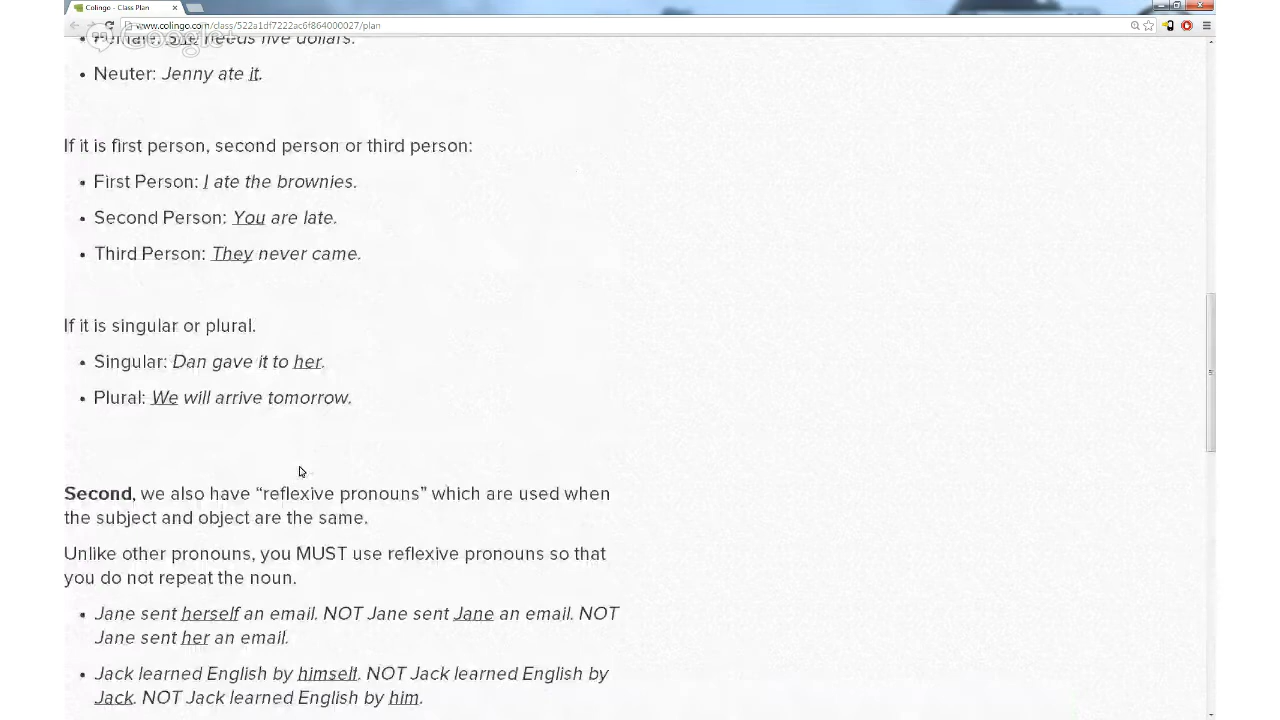 Colingo - Class Plan
www.colingo.com/class/522a1df7222ac6f864000027/plan
Google+
Female: She needs five dollars.
• Neuter: Jenny ate it.
If it is first person, second person or third person:
• First Person: I ate the brownies.
• Second Person: You are late.
• Third Person: They never came.
If it is singular or plural.
• Singular: Dan gave it to her.
• Plural: We will arrive tomorrow.
Second, we also have “reflexive pronouns” which are used when
the subject and object are the same.
Unlike other pronouns, you MUST use reflexive pronouns so that
you do not repeat the noun.
• Jane sent herself an email. NOT Jane sent Jane an email. NOT
Jane sent her an email.
• Jack learned English by himself. NOT Jack learned English by
Jack. NOT Jack learned English by him.